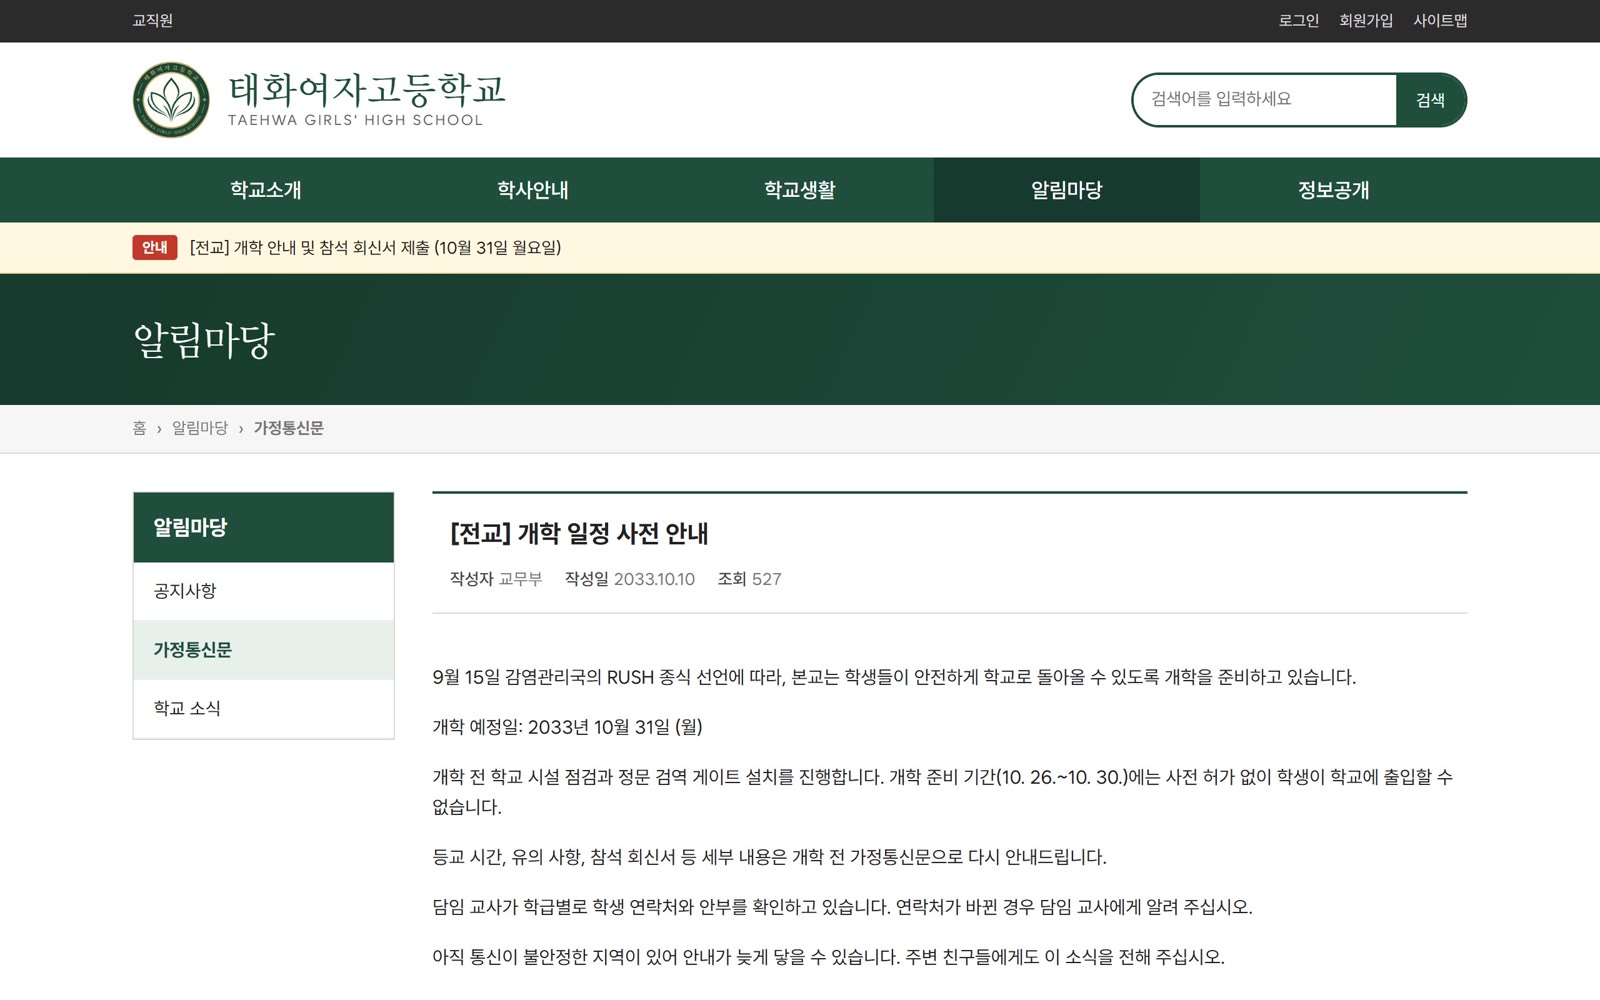 교직원
로그인 회원가입 사이트맵
태화여자고등학교
TAEHWA GIRLS' HIGH SCHOOL
검색어를 입력하세요 검색
학교소개 학사안내 학교생활 알림마당 정보공개
안내 [전교] 개학 안내 및 참석 회신서 제출 (10월 31일 월요일)
알림마당
홈 › 알림마당 › 가정통신문
알림마당
공지사항
가정통신문
학교 소식
[전교] 개학 일정 사전 안내
작성자 교무부 작성일 2033.10.10 조회 527
9월 15일 감염관리국의 RUSH 종식 선언에 따라, 본교는 학생들이 안전하게 학교로 돌아올 수 있도록 개학을 준비하고 있습니다.
개학 예정일: 2033년 10월 31일 (월)
개학 전 학교 시설 점검과 정문 검역 게이트 설치를 진행합니다. 개학 준비 기간(10. 26.~10. 30.)에는 사전 허가 없이 학생이 학교에 출입할 수
없습니다.
등교 시간, 유의 사항, 참석 회신서 등 세부 내용은 개학 전 가정통신문으로 다시 안내드립니다.
담임 교사가 학급별로 학생 연락처와 안부를 확인하고 있습니다. 연락처가 바뀐 경우 담임 교사에게 알려 주십시오.
아직 통신이 불안정한 지역이 있어 안내가 늦게 닿을 수 있습니다. 주변 친구들에게도 이 소식을 전해 주십시오.